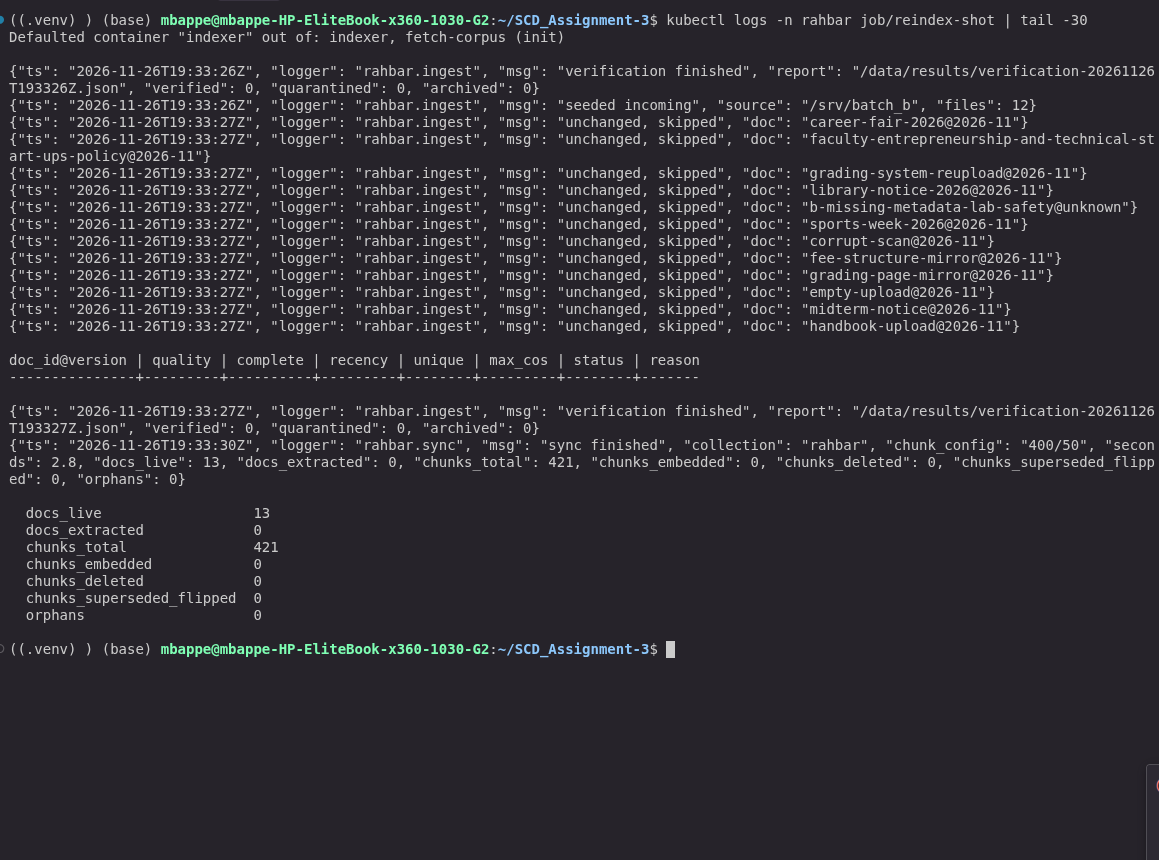 ((.venv) ) (base) mbappe@mbappe-HP-EliteBook-x360-1030-G2:~/SCD_Assignment-3$ kubectl logs -n rahbar job/reindex-shot | tail -30
Defaulted container "indexer" out of: indexer, fetch-corpus (init)
{"ts": "2026-11-26T19:33:26Z", "logger": "rahbar.ingest", "msg": "verification finished", "report": "/data/results/verification-20261126
T193326Z.json", "verified": 0, "quarantined": 0, "archived": 0}
{"ts": "2026-11-26T19:33:26Z", "logger": "rahbar.ingest", "msg": "seeded incoming", "source": "/srv/batch_b", "files": 12}
{"ts": "2026-11-26T19:33:27Z", "logger": "rahbar.ingest", "msg": "unchanged, skipped", "doc": "career-fair-2026@2026-11"}
{"ts": "2026-11-26T19:33:27Z", "logger": "rahbar.ingest", "msg": "unchanged, skipped", "doc": "faculty-entrepreneurship-and-technical-st
art-ups-policy@2026-11"}
{"ts": "2026-11-26T19:33:27Z", "logger": "rahbar.ingest", "msg": "unchanged, skipped", "doc": "grading-system-reupload@2026-11"}
{"ts": "2026-11-26T19:33:27Z", "logger": "rahbar.ingest", "msg": "unchanged, skipped", "doc": "library-notice-2026@2026-11"}
{"ts": "2026-11-26T19:33:27Z", "logger": "rahbar.ingest", "msg": "unchanged, skipped", "doc": "b-missing-metadata-lab-safety@unknown"}
{"ts": "2026-11-26T19:33:27Z", "logger": "rahbar.ingest", "msg": "unchanged, skipped", "doc": "sports-week-2026@2026-11"}
{"ts": "2026-11-26T19:33:27Z", "logger": "rahbar.ingest", "msg": "unchanged, skipped", "doc": "corrupt-scan@2026-11"}
{"ts": "2026-11-26T19:33:27Z", "logger": "rahbar.ingest", "msg": "unchanged, skipped", "doc": "fee-structure-mirror@2026-11"}
{"ts": "2026-11-26T19:33:27Z", "logger": "rahbar.ingest", "msg": "unchanged, skipped", "doc": "grading-page-mirror@2026-11"}
{"ts": "2026-11-26T19:33:27Z", "logger": "rahbar.ingest", "msg": "unchanged, skipped", "doc": "empty-upload@2026-11"}
{"ts": "2026-11-26T19:33:27Z", "logger": "rahbar.ingest", "msg": "unchanged, skipped", "doc": "midterm-notice@2026-11"}
{"ts": "2026-11-26T19:33:27Z", "logger": "rahbar.ingest", "msg": "unchanged, skipped", "doc": "handbook-upload@2026-11"}
doc_id@version | quality | complete | recency | unique | max_cos | status | reason
---------------+---------+----------+---------+--------+---------+--------+-------
{"ts": "2026-11-26T19:33:27Z", "logger": "rahbar.ingest", "msg": "verification finished", "report": "/data/results/verification-20261126
T193327Z.json", "verified": 0, "quarantined": 0, "archived": 0}
{"ts": "2026-11-26T19:33:30Z", "logger": "rahbar.sync", "msg": "sync finished", "collection": "rahbar", "chunk_config": "400/50", "secon
ds": 2.8, "docs_live": 13, "docs_extracted": 0, "chunks_total": 421, "chunks_embedded": 0, "chunks_deleted": 0, "chunks_superseded_flipp
ed": 0, "orphans": 0}
docs_live 13
docs_extracted 0
chunks_total 421
chunks_embedded 0
chunks_deleted 0
chunks_superseded_flipped 0
orphans 0
((.venv) ) (base) mbappe@mbappe-HP-EliteBook-x360-1030-G2:~/SCD_Assignment-3$